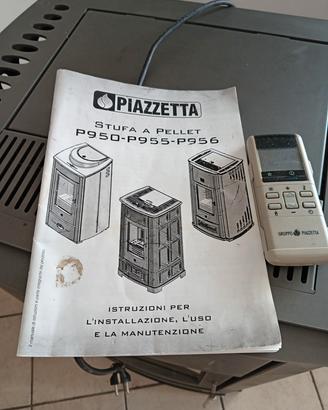 PIAZZETTA
STUFA A PELLET
P950-P955-P956
ISTRUZIONI PER
L'INSTALLAZIONE, L'USO
E LA MANUTENZIONE
GRUPPO PIAZZETTA